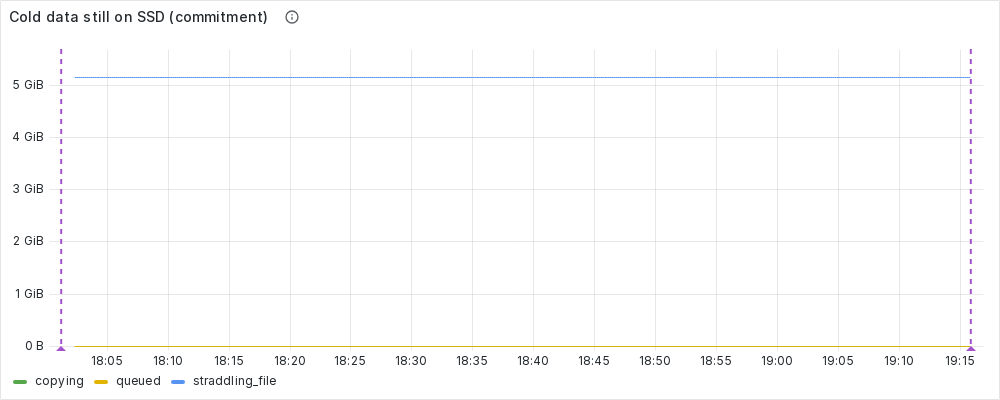 Cold data still on SSD (commitment)
5 GiB
4 GiB
3 GiB
2 GiB
1 GiB
0 B
18:05 18:10 18:15 18:20 18:25 18:30 18:35 18:40 18:45 18:50 18:55 19:00 19:05 19:10 19:15
copying queued straddling_file